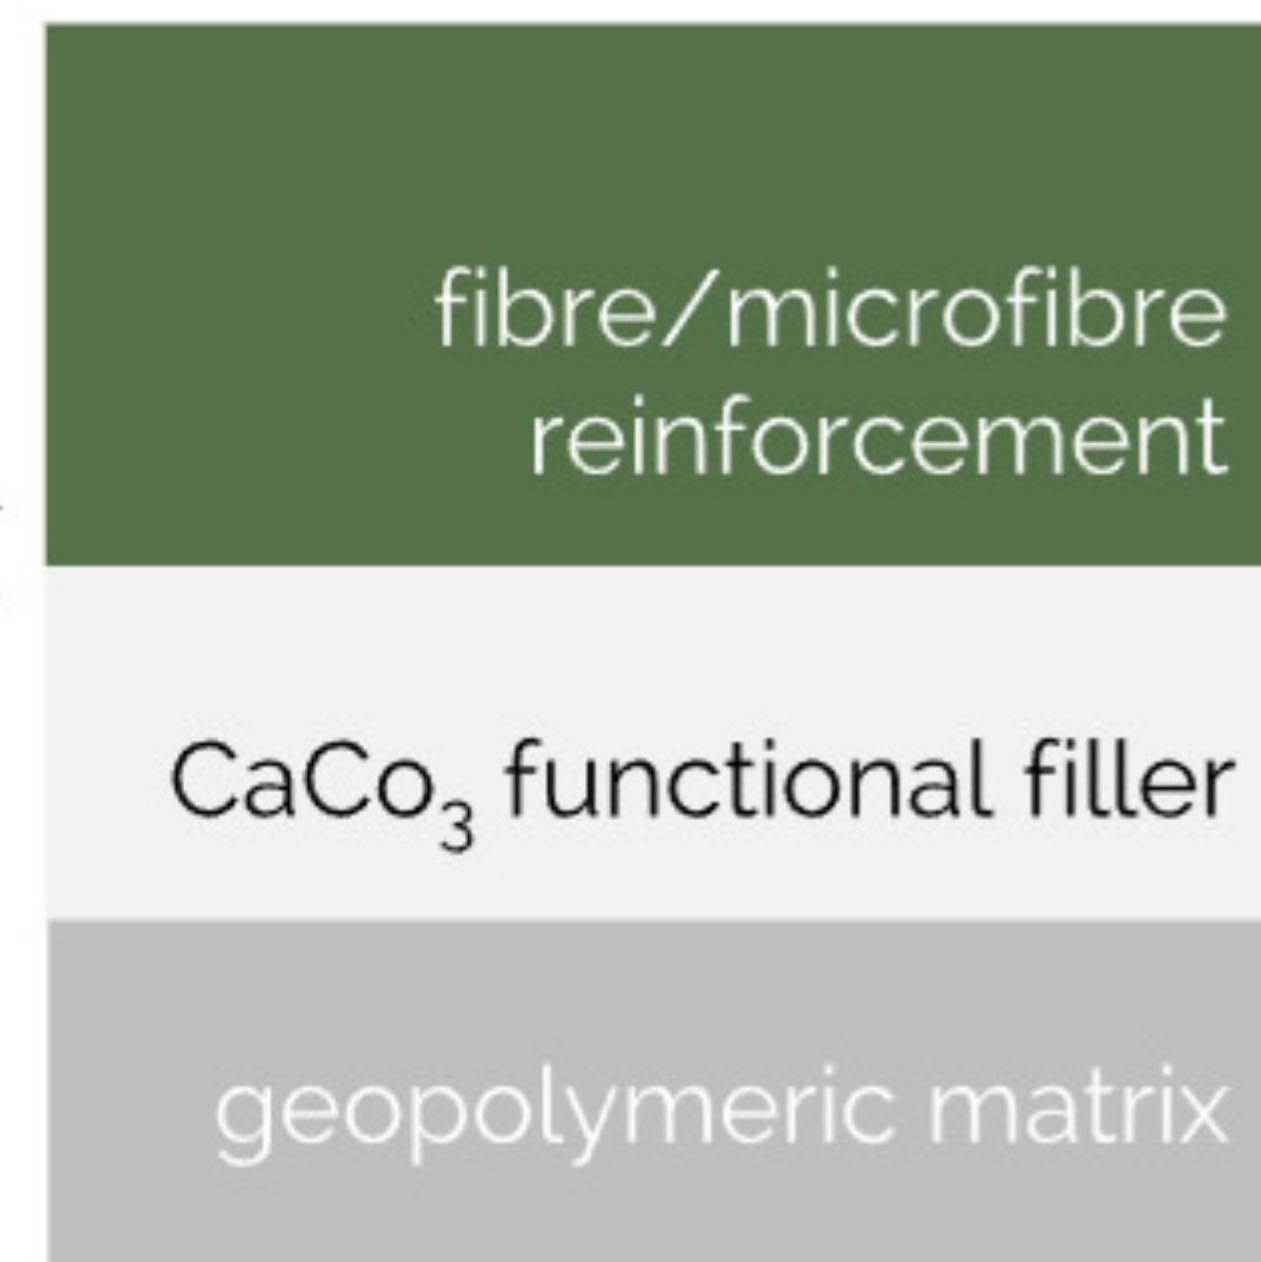 fibre/microfibre
reinforcement
CaCo₃ functional filler
geopolymeric matrix